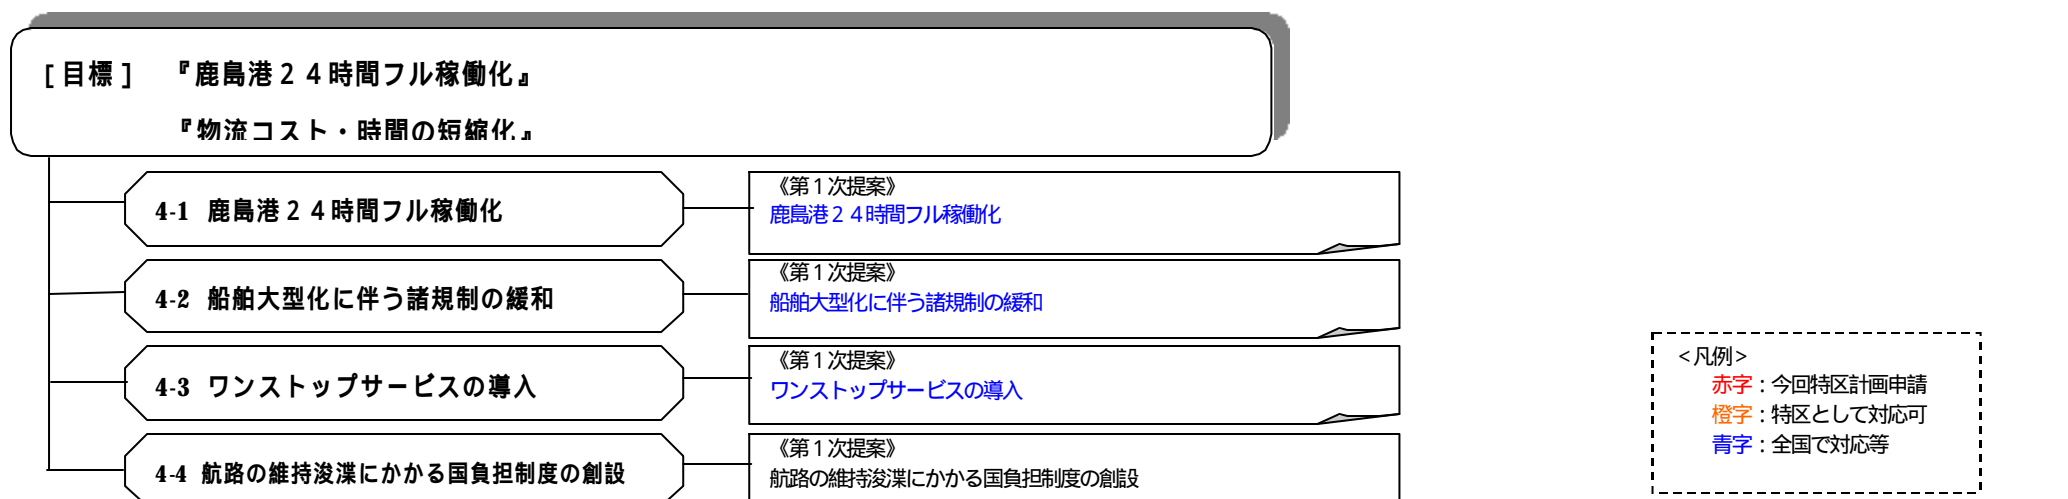 [目標]　『鹿島港２４時間フル稼働化』
『物流コスト・時間の短縮化』
4-1 鹿島港２４時間フル稼働化
《第１次提案》
鹿島港２４時間フル稼働化
4-2 船舶大型化に伴う諸規制の緩和
《第１次提案》
船舶大型化に伴う諸規制の緩和
4-3 ワンストップサービスの導入
《第１次提案》
ワンストップサービスの導入
4-4 航路の維持浚渫にかかる国負担制度の創設
《第１次提案》
航路の維持浚渫にかかる国負担制度の創設
<凡例>
赤字：今回特区計画申請
橙字：特区として対応可
青字：全国で対応等